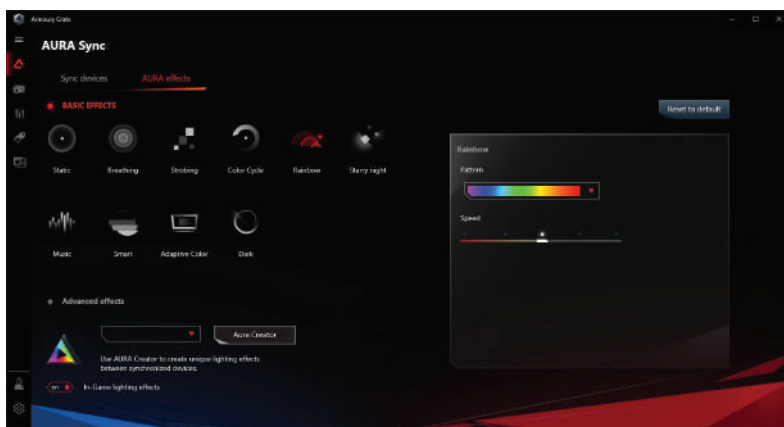 Armoury Crate
AURA Sync
Sync devices
AURA effects
BASIC EFFECTS
Reset to default
Static
Breathing
Strobing
Color Cycle
Rainbow
Starry night
Music
Smart
Adaptive Color
Dark
Rainbow
Pattern
Speed
Advanced effects
Aura Creator
Use AURA Creator to create unique lighting effects
between synchronized devices.
ON
In-Game lighting effects